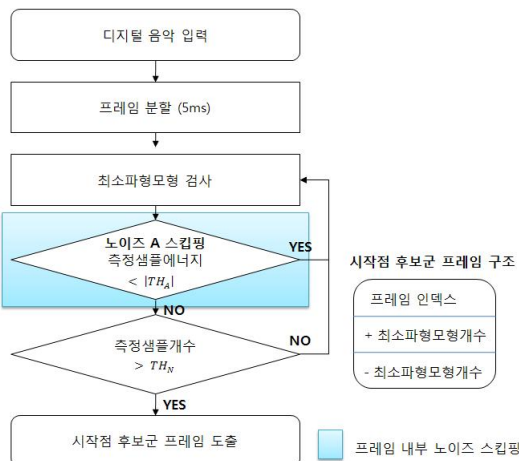 디지털 음악 입력
프레임 분할 (5ms)
최소파형모형 검사
노이즈 A 스킵핑
측정샘플에너지
< |TH_A|
YES
NO
측정샘플개수
> TH_N
NO
YES
시작점 후보군 프레임 도출
시작점 후보군 프레임 구조
프레임 인덱스
+ 최소파형모형개수
- 최소파형모형개수
프레임 내부 노이즈 스킵핑